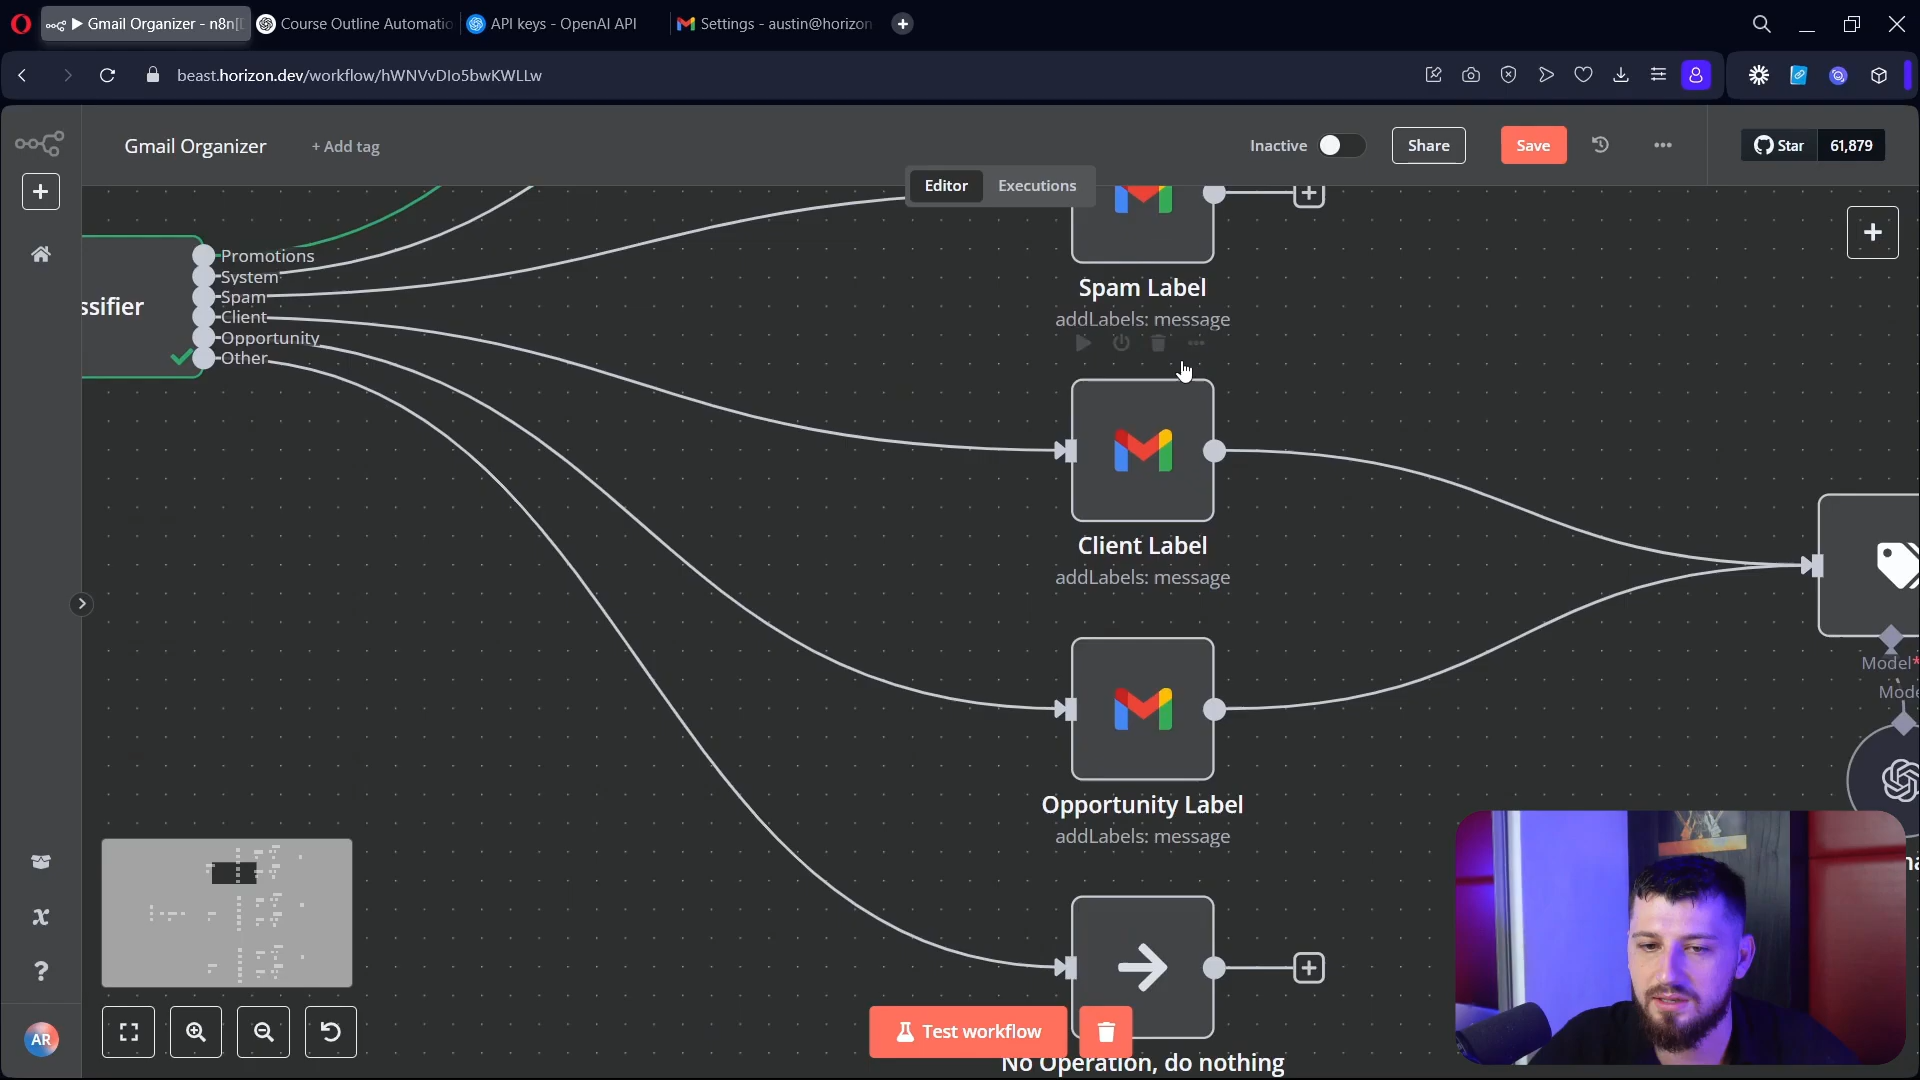 Gmail Organizer - n8n[
Course Outline Automatio
API keys - OpenAI API
Settings - austin@horizon
beast.horizon.dev/workflow/hWNVvDIo5bwKWLLw
Gmail Organizer
+ Add tag
Inactive
Share
Save
Star
61,879
Editor
Executions
Promotions
System
Spam
Client
Opportunity
Other
ssifier
Spam Label
addLabels: message
Client Label
addLabels: message
Opportunity Label
addLabels: message
Model*
Mode
AR
Test workflow
No Operation, do nothing